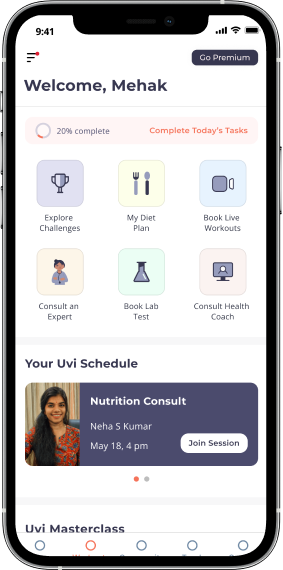 9:41
Go Premium
Welcome, Mehak
20% complete
Complete Today's Tasks
Explore
Challenges
My Diet
Plan
Book Live
Workouts
Consult an
Expert
Book Lab
Test
Consult Health
Coach
Your Uvi Schedule
Nutrition Consult
Neha S Kumar
May 18, 4 pm
Join Session
Uvi Masterclass